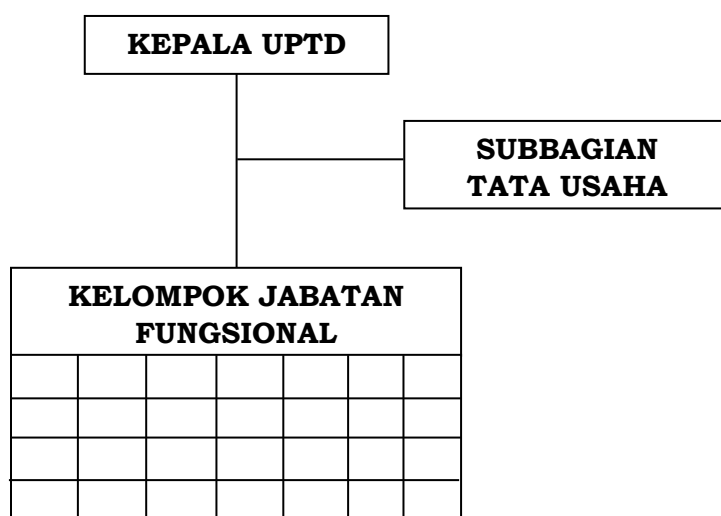 KEPALA UPTD
SUBBAGIAN
TATA USAHA
KELOMPOK JABATAN
FUNGSIONAL